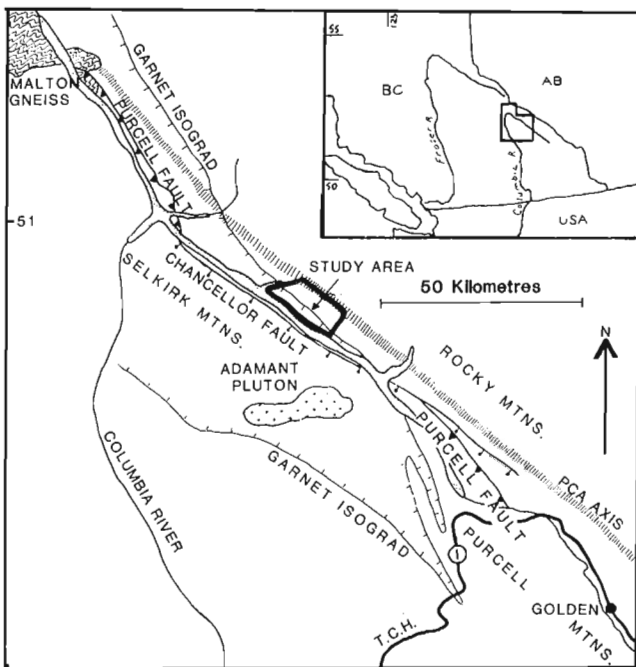 55
BC
AB
Fraser R
Columbia R.
50
USA
MALTON
GNEISS
GARNET ISOGRAD
PURCELL FAULT
51
CHANCELLOR FAULT
SELKIRK MTNS.
STUDY AREA
50 Kilometres
N
ADAMANT
PLUTON
ROCKY MTNS.
PCA AXIS
PURCELL FAULT
GARNET ISOGRAD
COLUMBIA RIVER
PURCELL
MTNS.
1
T.C.H.
GOLDEN